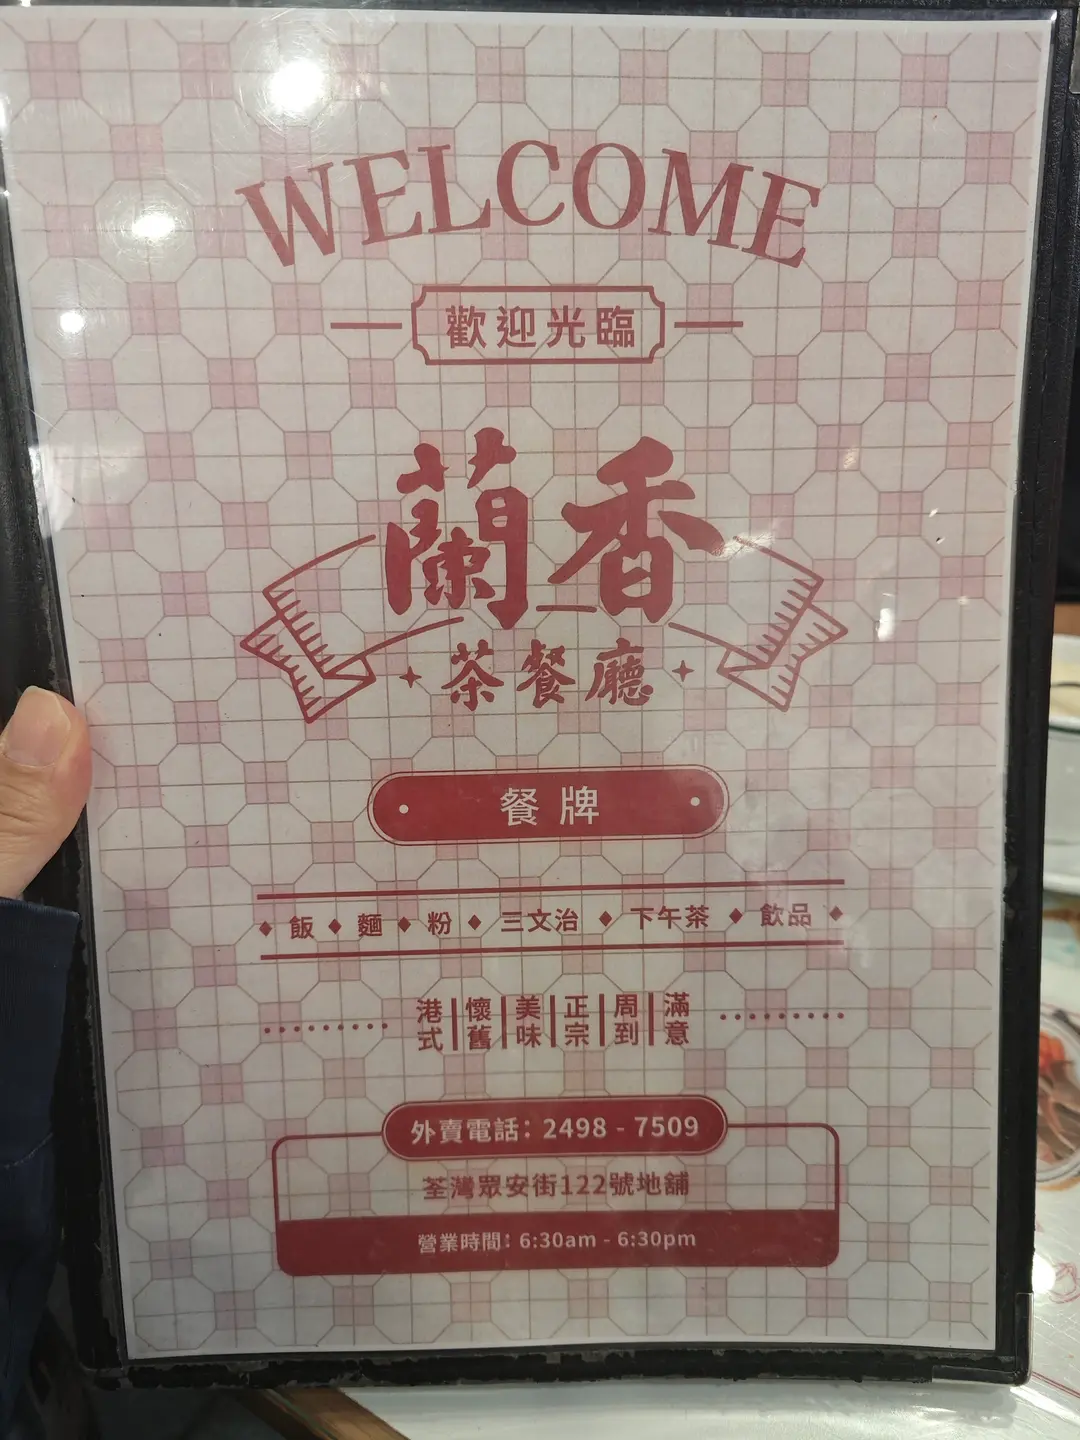 WELCOME
歡迎光臨
蘭香
茶餐廳
餐牌
飯 ◆ 麵 ◆ 粉 ◆ 三文治 ◆ 下午茶 ◆ 飲品
港式|懷舊|美味|正宗|周到|滿意
外賣電話：2498 - 7509
荃灣眾安街122號地舖
營業時間：6:30am - 6:30pm